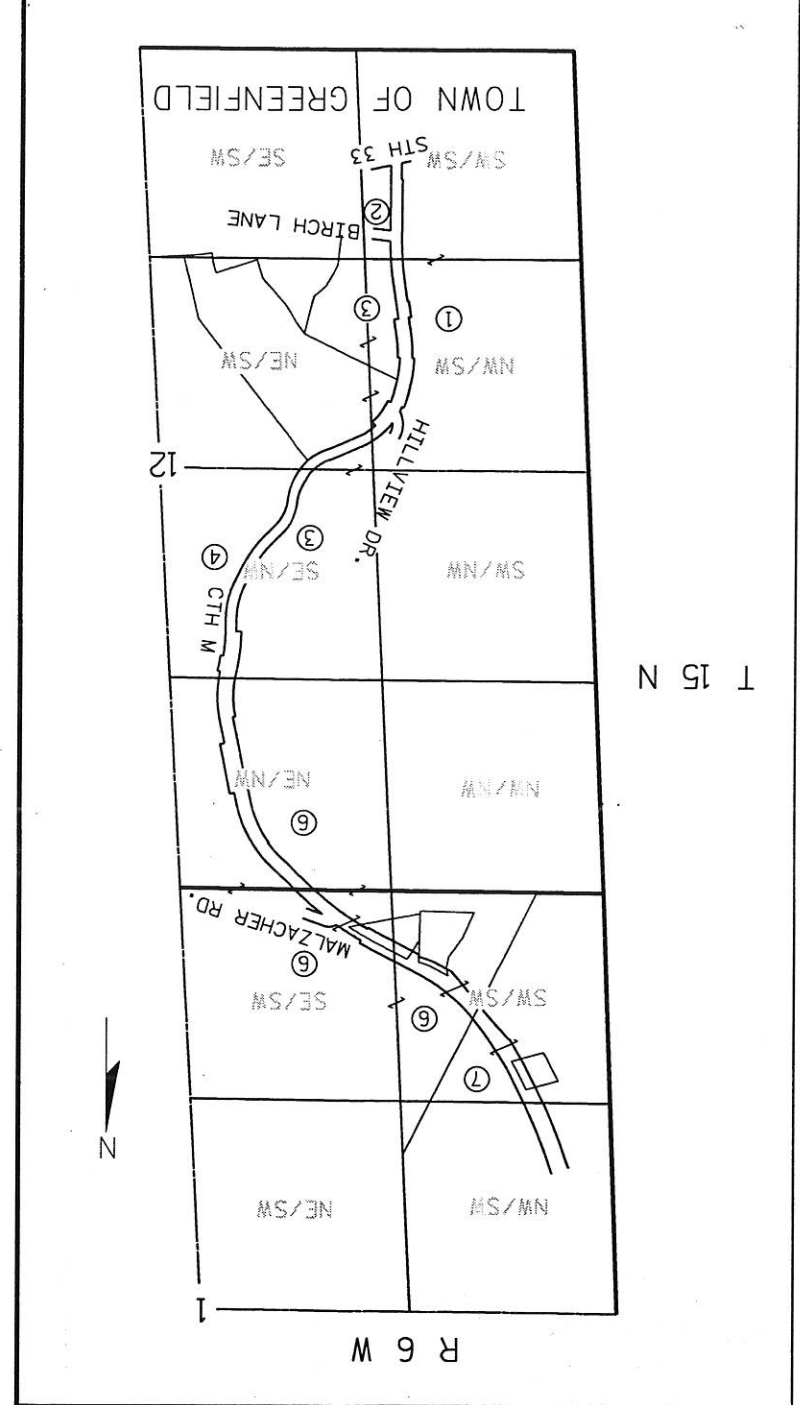 R 6 W
1
NW/SW
NE/SW
N
7
SW/SW
6
SE/SW
6
MALZACHER RD.
6
NW/NW
NE/NW
T 15 N
CTH M
SW/NW
SE/NW
4
3
HILLVIEW DR.
12
NW/SW
NE/SW
1
3
BIRCH LANE
2
STH 33
SW/SW
SE/SW
TOWN OF GREENFIELD